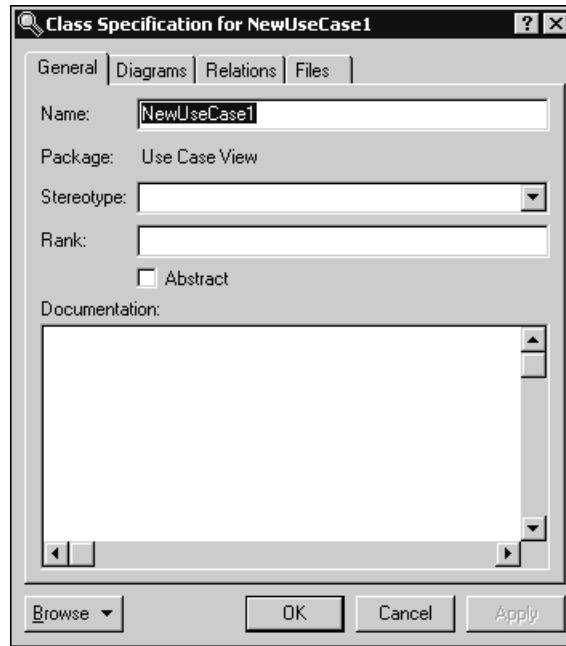 Class Specification for NewUseCase1
General Diagrams Relations Files
Name: NewUseCase1
Package: Use Case View
Stereotype:
Rank:
Abstract
Documentation:
Browse OK Cancel Apply